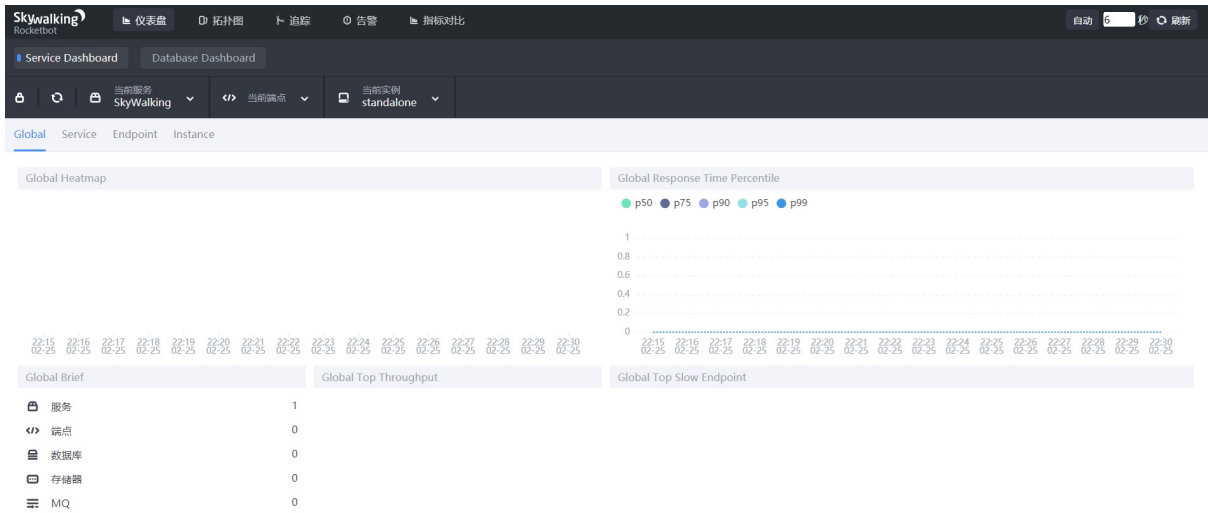 Skywalking
Rocketbot
仪表盘 拓扑图 追踪 告警 指标对比 自动 6 秒 刷新
Service Dashboard Database Dashboard
当前服务
SkyWalking
当前端点
当前实例
standalone
Global Service Endpoint Instance
Global Heatmap
22:15 22:16 22:17 22:18 22:19 22:20 22:21 22:22 22:23 22:24 22:25 22:26 22:27 22:28 22:29 22:30
02-25 02-25 02-25 02-25 02-25 02-25 02-25 02-25 02-25 02-25 02-25 02-25 02-25 02-25 02-25 02-25
Global Response Time Percentile
p50 p75 p90 p95 p99
1
0.8
0.6
0.4
0.2
0
22:15 22:16 22:17 22:18 22:19 22:20 22:21 22:22 22:23 22:24 22:25 22:26 22:27 22:28 22:29 22:30
02-25 02-25 02-25 02-25 02-25 02-25 02-25 02-25 02-25 02-25 02-25 02-25 02-25 02-25 02-25 02-25
Global Brief
服务 1
端点 0
数据库 0
存储器 0
MQ 0
Global Top Throughput
Global Top Slow Endpoint